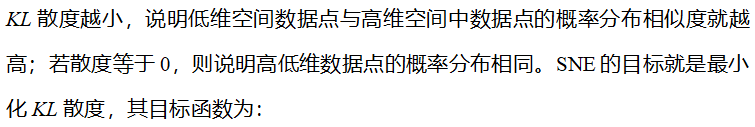 KL 散度越小，说明低维空间数据点与高维空间中数据点的概率分布相似度就越
高；若散度等于 0，则说明高低维数据点的概率分布相同。SNE 的目标就是最小
化 KL 散度，其目标函数为：